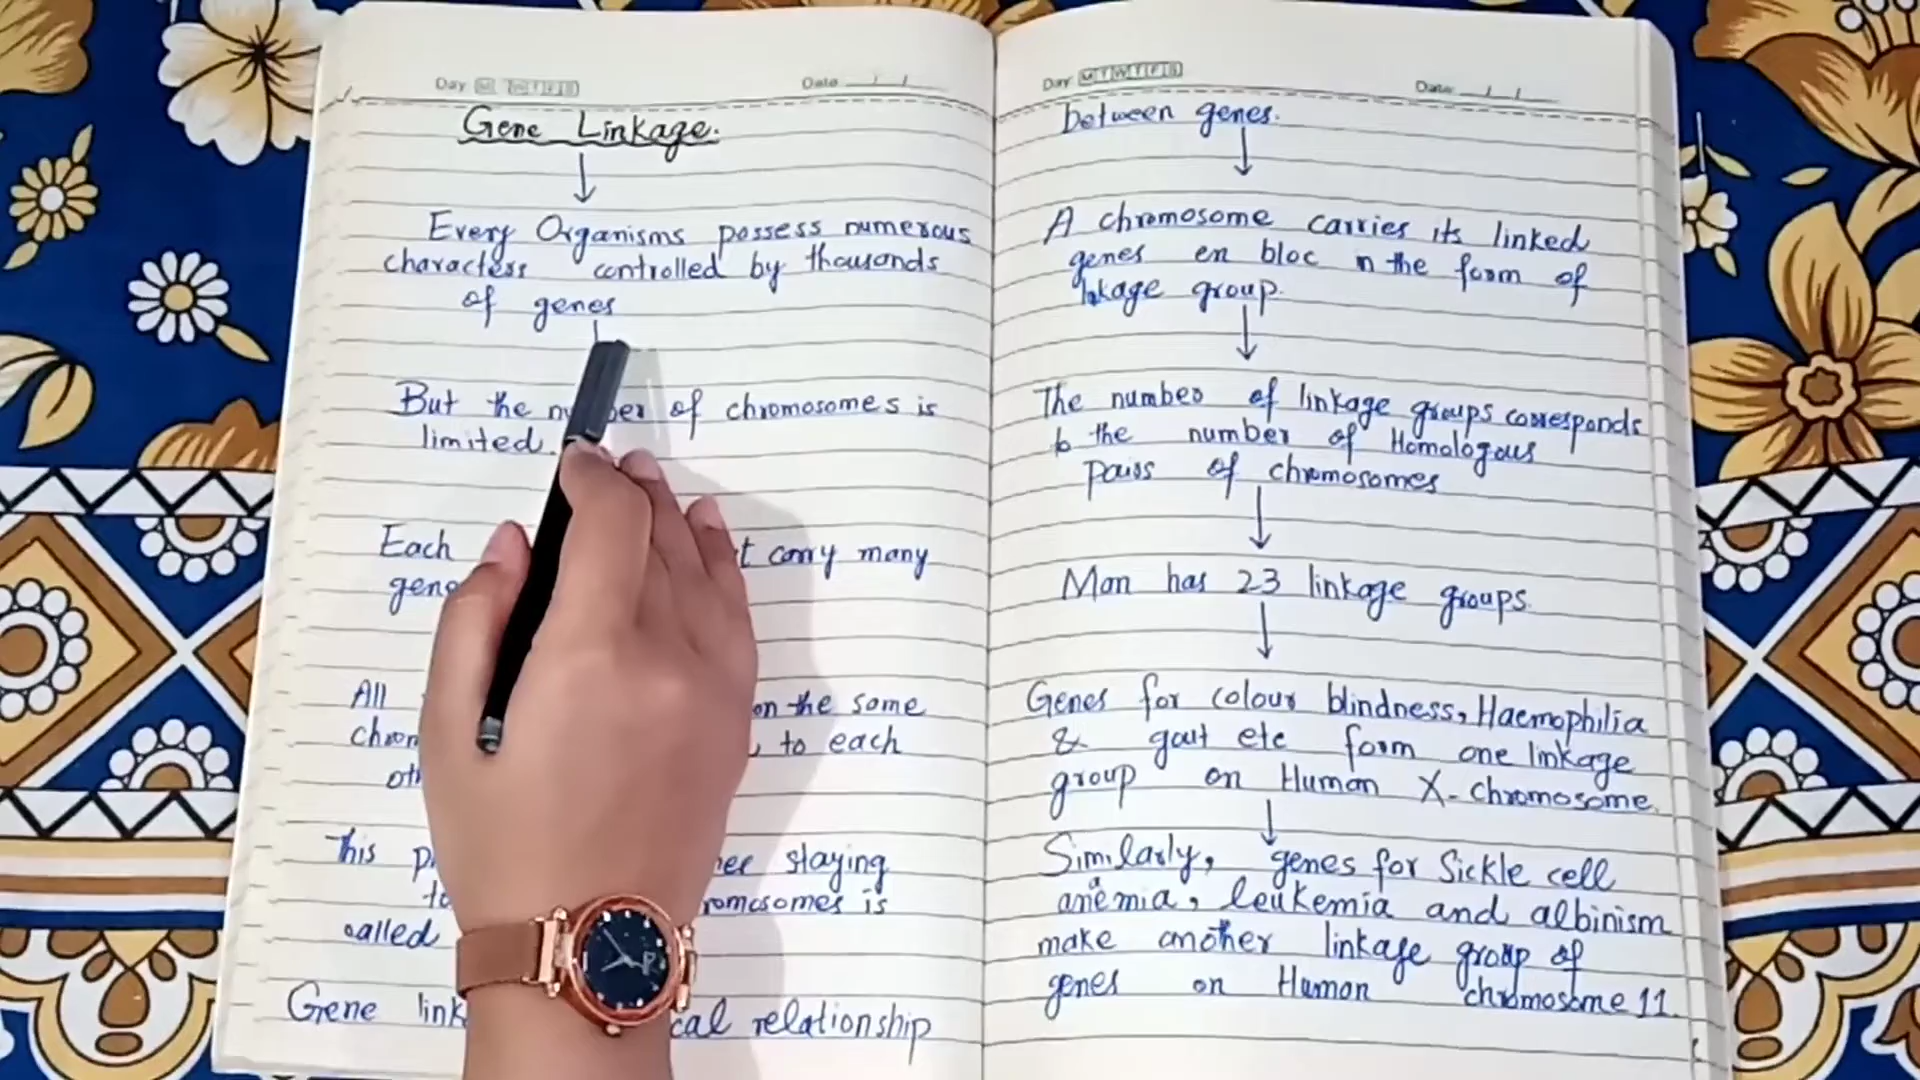 Day M TWTFS
Date / /
Gene Linkage.
Every Organisms possess numerous
characters controlled by thousands
of genes
But the number of chromosomes is
limited.
Each carry many
All on the same
to each
This staying
is
called
Gene relationship
Day MTWTFS
Date / /
between genes.
A chromosome carries its linked
genes en bloc in the form of
lnkage group.
The number of linkage groups corresponds
to the number of Homologous
pairs of chromosomes
Man has 23 linkage groups.
Genes for colour blindness, Haemophilia
& gout etc form one linkage
group on Human X-chromosome.
Similarly, genes for Sickle cell
anemia, leukemia and albinism
make another linkage group of
genes on Human chromosome 11.